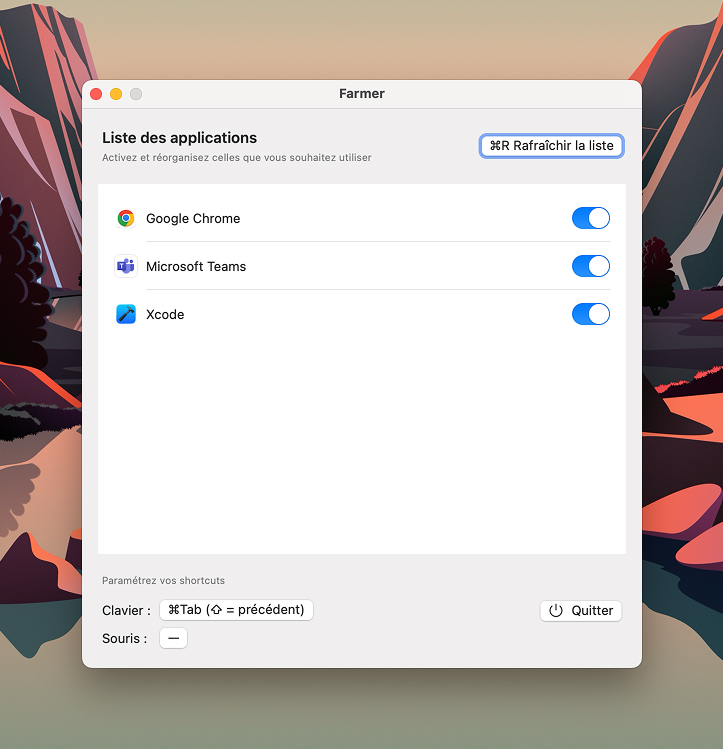 Farmer
Liste des applications
Activez et réorganisez celles que vous souhaitez utiliser
⌘R Rafraîchir la liste
Google Chrome
Microsoft Teams
Xcode
Paramétrez vos shortcuts
Clavier : ⌘Tab (⇧ = précédent)
Quitter
Souris : —